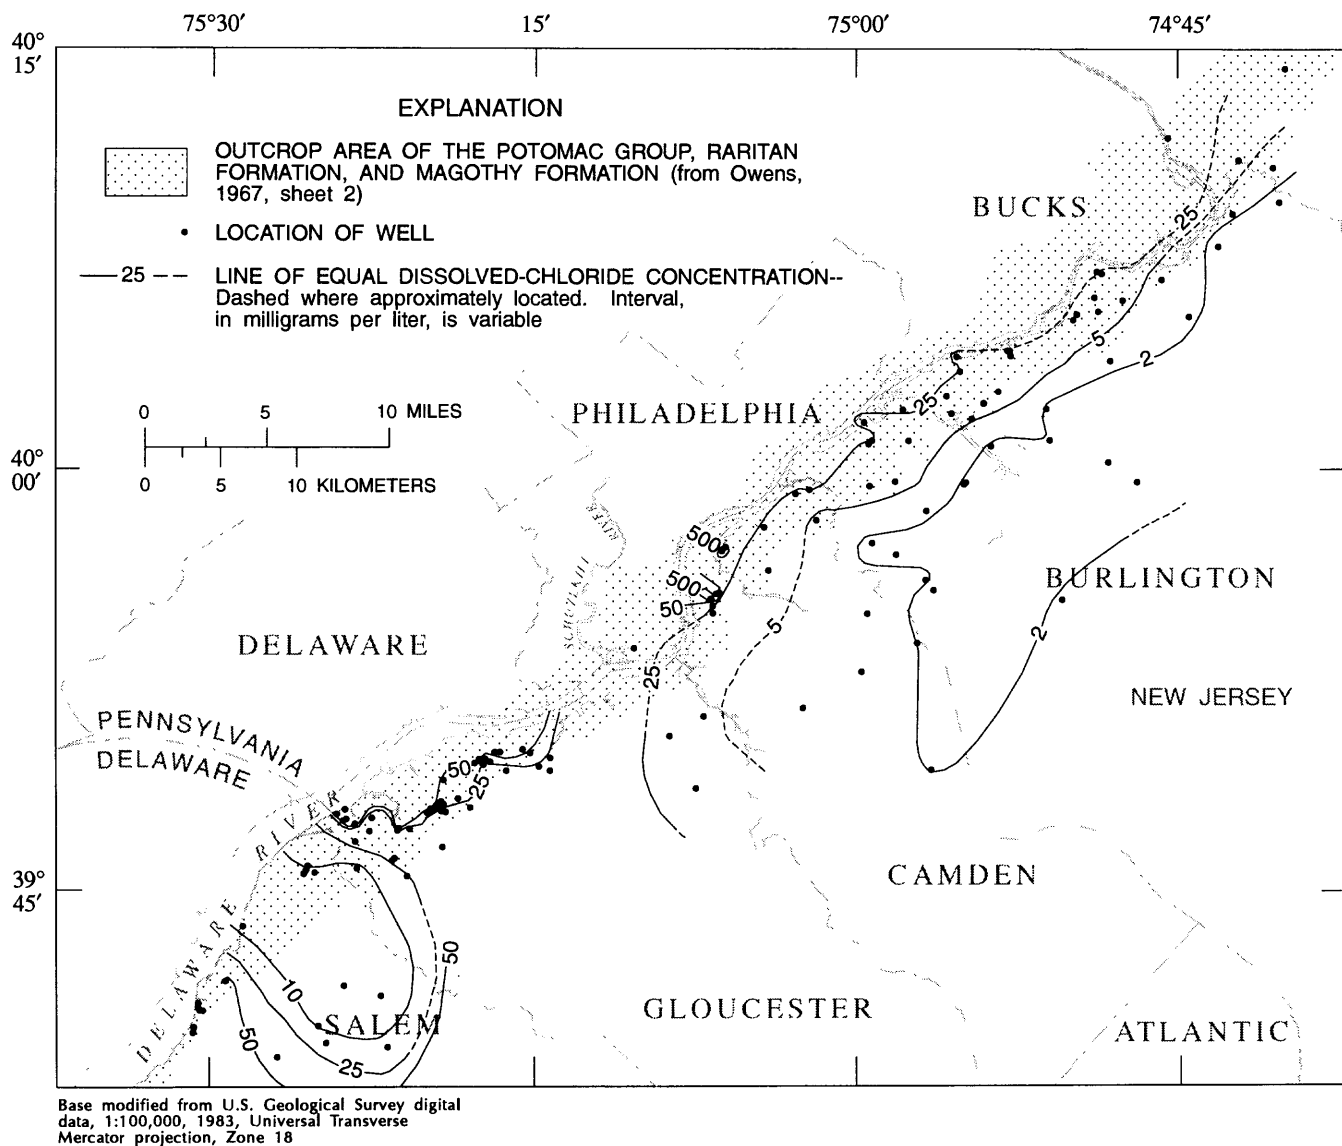 75°30′ 15′ 75°00′ 74°45′
40°
15′
EXPLANATION
OUTCROP AREA OF THE POTOMAC GROUP, RARITAN
FORMATION, AND MAGOTHY FORMATION (from Owens,
1967, sheet 2)
LOCATION OF WELL
25
LINE OF EQUAL DISSOLVED-CHLORIDE CONCENTRATION--
Dashed where approximately located. Interval,
in milligrams per liter, is variable
BUCKS
25
5
2
0 5 10 MILES
0 5 10 KILOMETERS
PHILADELPHIA
25
40°
00′
SCHUYLKILL RIVER
500
500
50
BURLINGTON
5
2
DELAWARE
25
NEW JERSEY
PENNSYLVANIA
DELAWARE
50
25
DELAWARE RIVER
CAMDEN
39°
45′
50
10
SALEM
GLOUCESTER
50
25
ATLANTIC
Base modified from U.S. Geological Survey digital
data, 1:100,000, 1983, Universal Transverse
Mercator projection, Zone 18